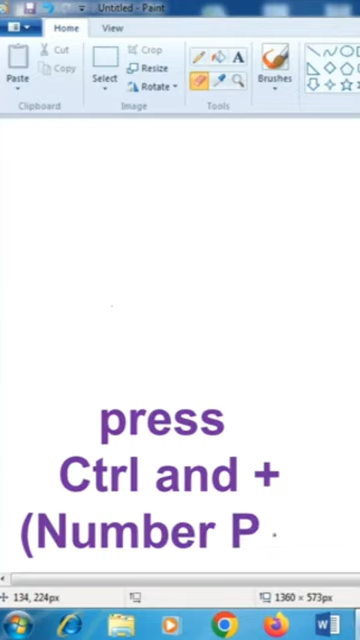 Untitled - Paint
Home View
Paste
Cut
Copy
Clipboard
Select
Crop
Resize
Rotate
Image
A
Tools
Brushes
press
Ctrl and +
(Number P
134, 224px
1360 × 573px